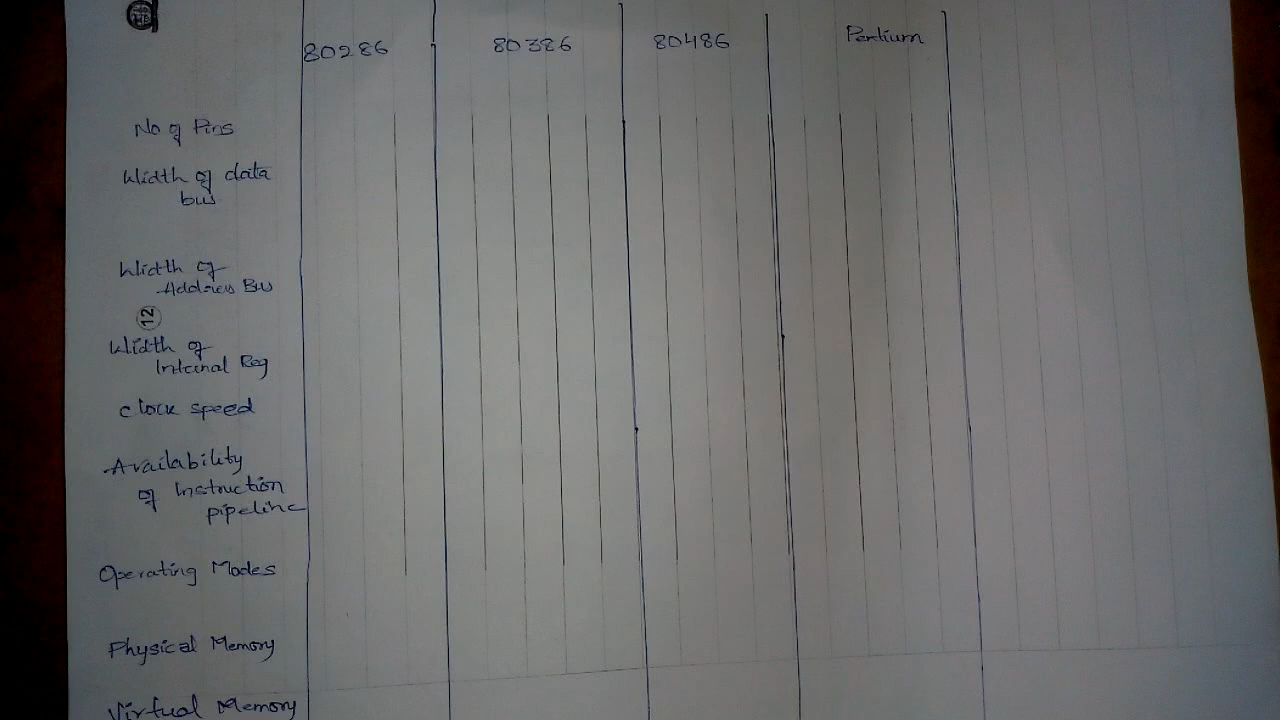 80286 80386 80486 Pentium
No of Pins
Width of data
bus
Width of
Address Bus
12
Width of
Internal Reg
clock speed
Availability
of Instruction
pipeline
Operating Modes
Physical Memory
Virtual Memory